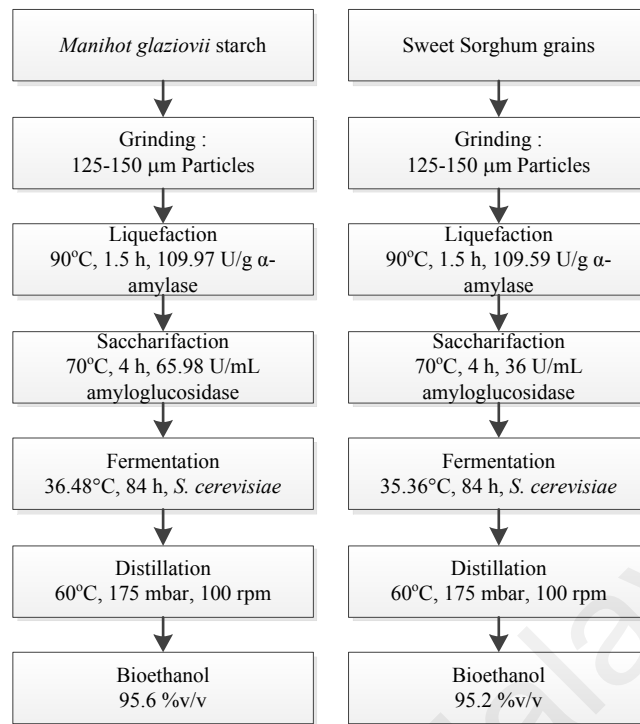 Manihot glaziovii starch
Grinding :
125-150 μm Particles
Liquefaction
90°C, 1.5 h, 109.97 U/g α-
amylase
Saccharifaction
70°C, 4 h, 65.98 U/mL
amyloglucosidase
Fermentation
36.48°C, 84 h, S. cerevisiae
Distillation
60°C, 175 mbar, 100 rpm
Bioethanol
95.6 %v/v
Sweet Sorghum grains
Grinding :
125-150 μm Particles
Liquefaction
90°C, 1.5 h, 109.59 U/g α-
amylase
Saccharifaction
70°C, 4 h, 36 U/mL
amyloglucosidase
Fermentation
35.36°C, 84 h, S. cerevisiae
Distillation
60°C, 175 mbar, 100 rpm
Bioethanol
95.2 %v/v